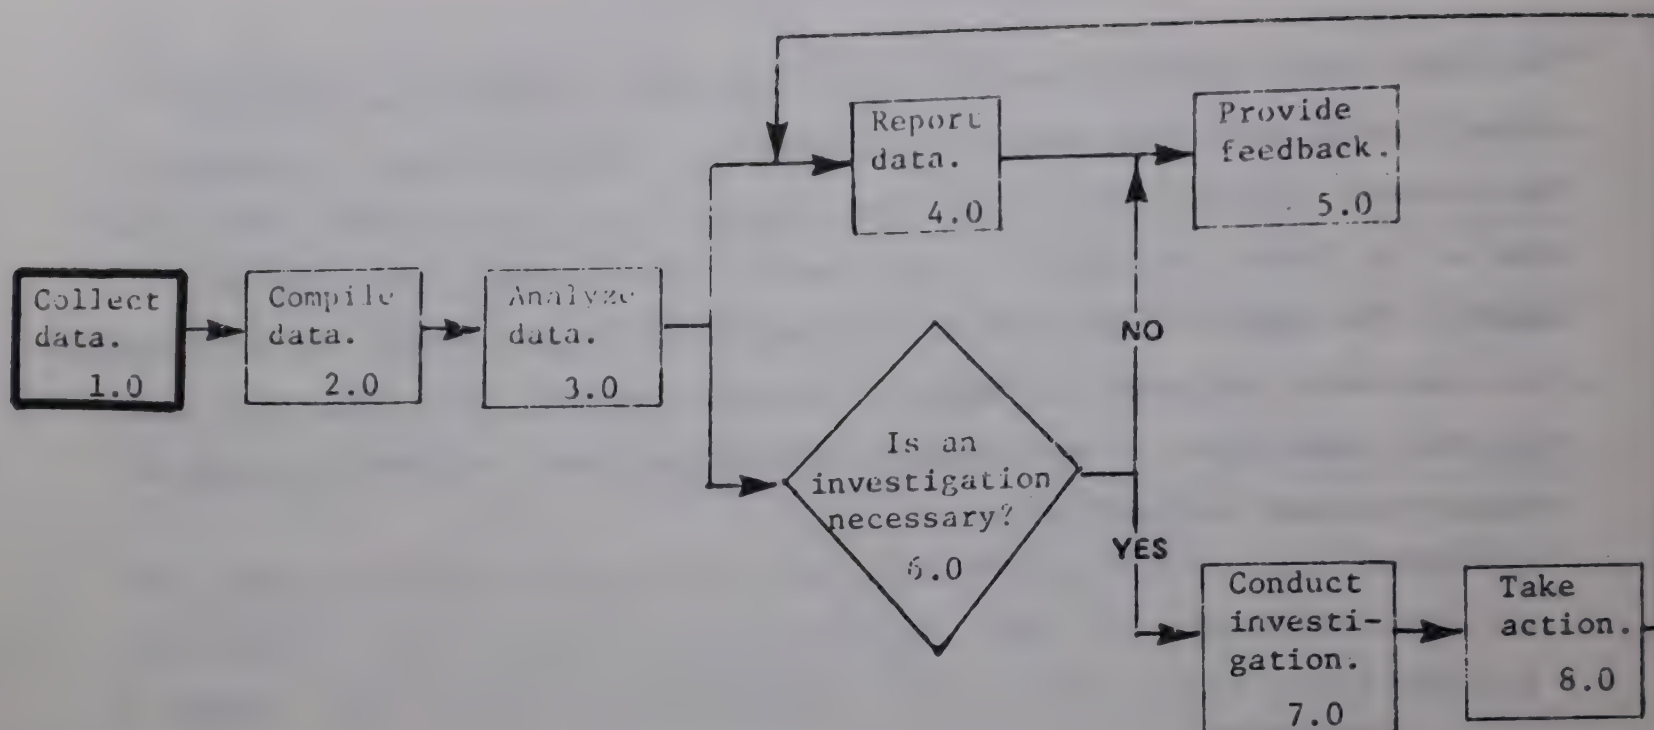 Collect
data.
1.0
Compile
data.
2.0
Analyze
data.
3.0
Report
data.
4.0
Provide
feedback.
5.0
Is an
investigation
necessary?
6.0
NO
YES
Conduct
investi-
gation.
7.0
Take
action.
8.0